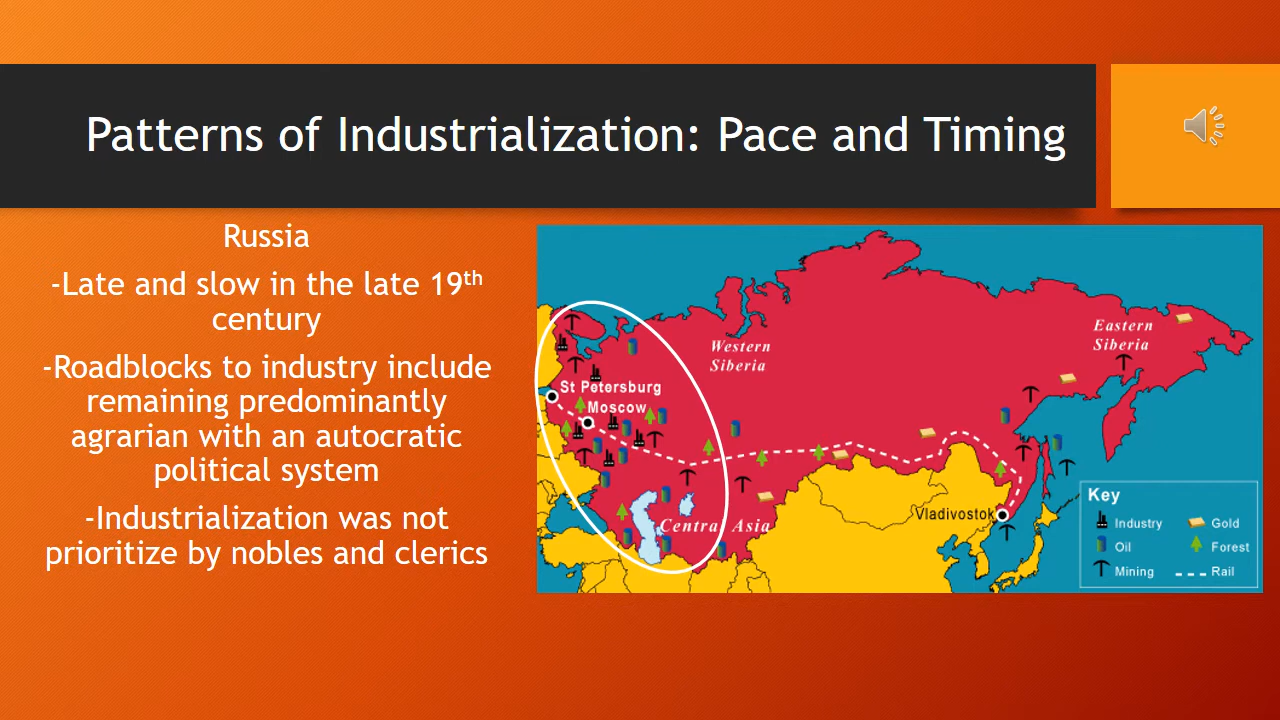 Patterns of Industrialization: Pace and Timing
Russia
-Late and slow in the late 19th
century
-Roadblocks to industry include
remaining predominantly
agrarian with an autocratic
political system
-Industrialization was not
prioritize by nobles and clerics
Western
Siberia
Eastern
Siberia
St Petersburg
Moscow
Central Asia
Vladivostok
Key
Industry
Gold
Oil
Forest
Mining
Rail